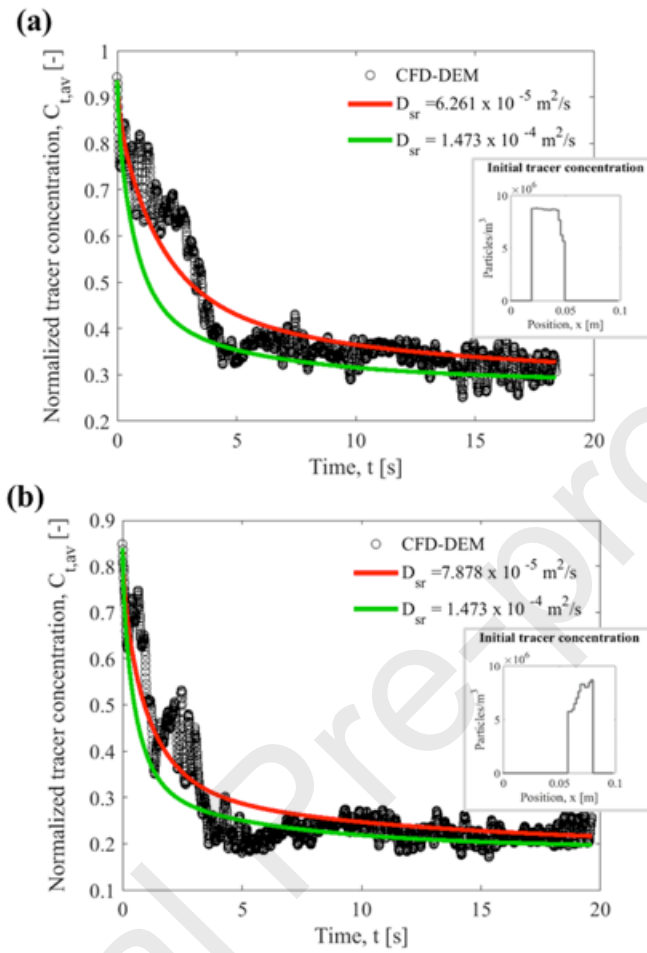 (a)
Normalized tracer concentration, C_t,av [-]
1
0.9
0.8
0.7
0.6
0.5
0.4
0.3
0.2
CFD-DEM
D_sr =6.261 x 10^-5 m^2/s
D_sr = 1.473 x 10^-4 m^2/s
Initial tracer concentration
×10^6
10
5
0
Particles/m^3
0 0.05 0.1
Position, x [m]
0 5 10 15 20
Time, t [s]
(b)
Normalized tracer concentration, C_t,av [-]
0.9
0.8
0.7
0.6
0.5
0.4
0.3
0.2
0.1
CFD-DEM
D_sr =7.878 x 10^-5 m^2/s
D_sr = 1.473 x 10^-4 m^2/s
Initial tracer concentration
×10^6
10
5
0
Particles/m^3
0 0.05 0.1
Position, x [m]
0 5 10 15 20
Time, t [s]
al Pre-pro